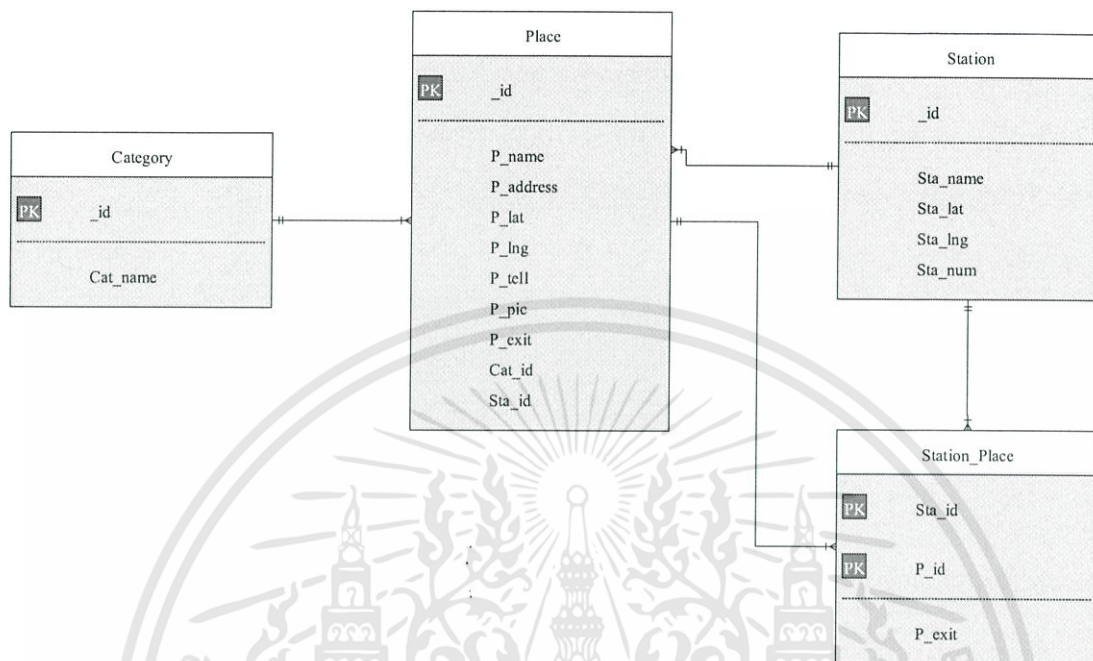 Category
PK _id
Cat_name
Place
PK _id
P_name
P_address
P_lat
P_lng
P_tell
P_pic
P_exit
Cat_id
Sta_id
Station
PK _id
Sta_name
Sta_lat
Sta_lng
Sta_num
Station_Place
PK Sta_id
PK P_id
P_exit